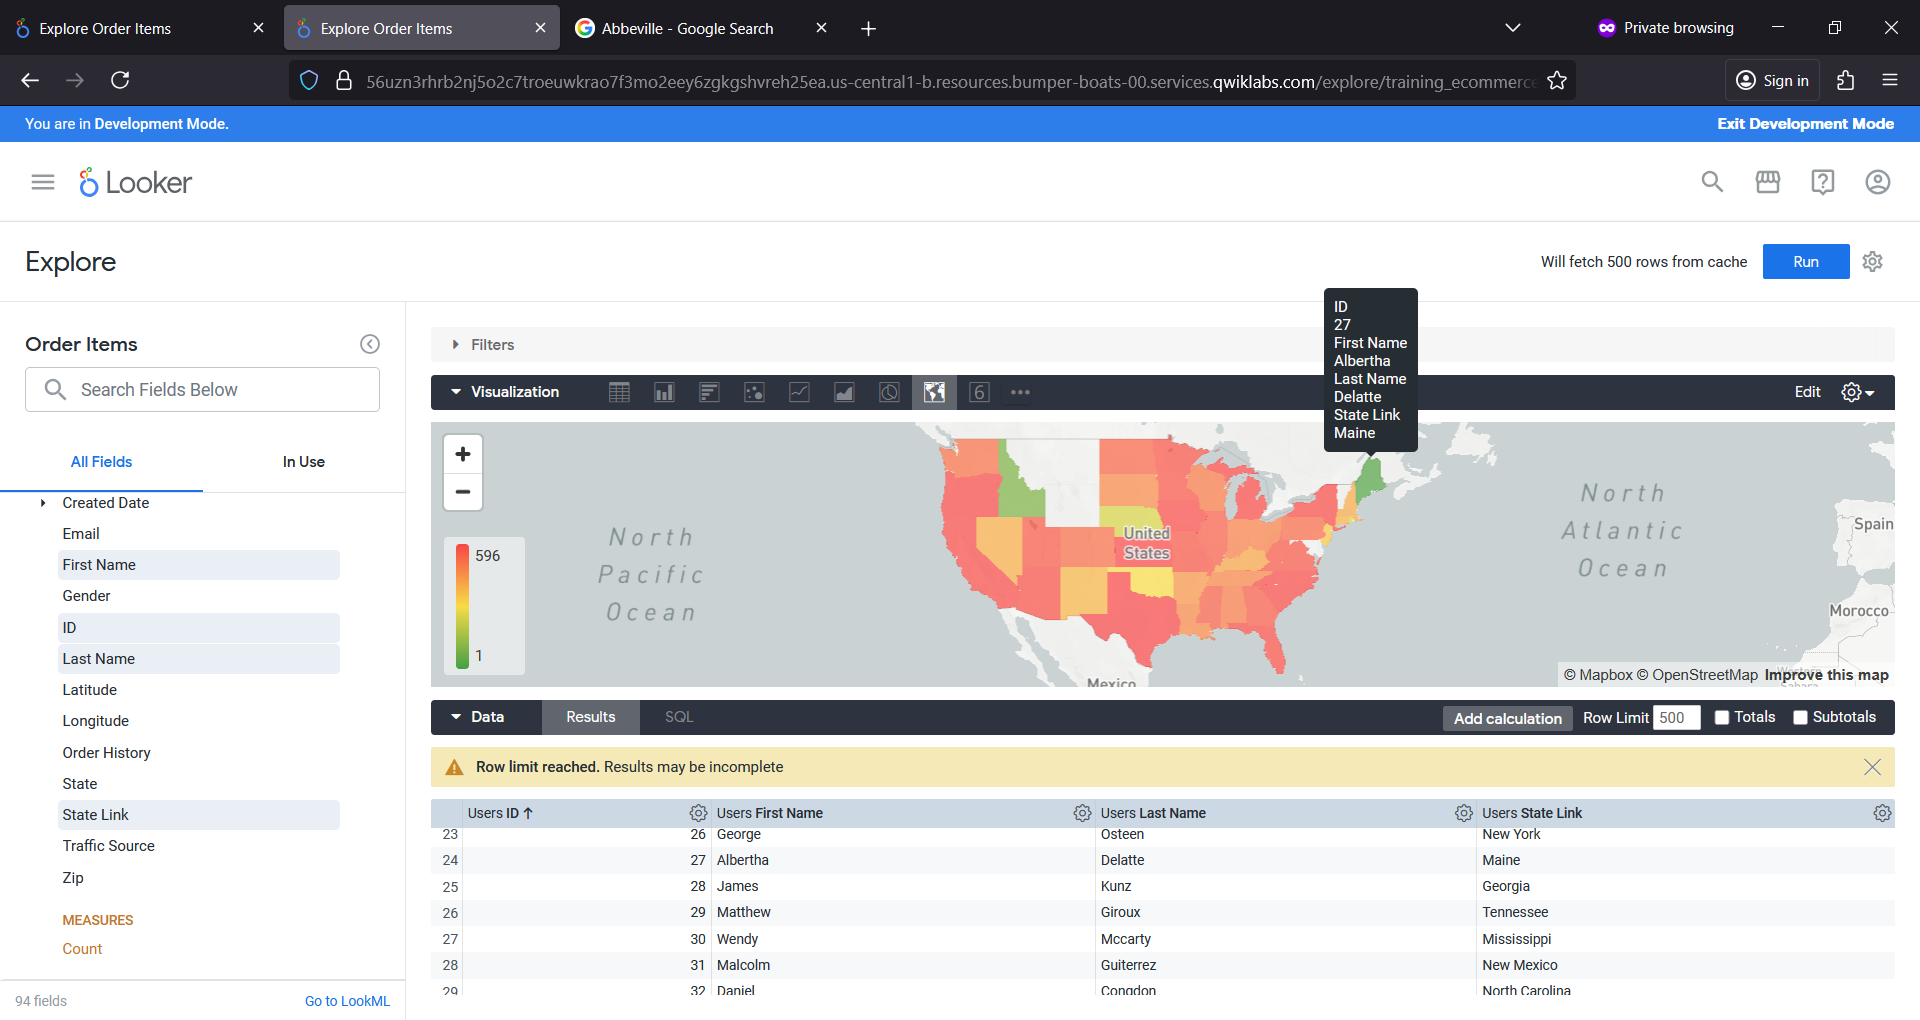 Explore Order Items
Explore Order Items
Abbeville - Google Search
Private browsing
56uzn3rhrb2nj5o2c7troeuwkrao7f3mo2eey6zgkgshvreh25ea.us-central1-b.resources.bumper-boats-00.services.qwiklabs.com/explore/training_ecommerce
Sign in
You are in Development Mode.
Exit Development Mode
Looker
Explore
Will fetch 500 rows from cache
Run
Order Items
Search Fields Below
All Fields
In Use
Created Date
Email
First Name
Gender
ID
Last Name
Latitude
Longitude
Order History
State
State Link
Traffic Source
Zip
MEASURES
Count
94 fields
Go to LookML
Filters
Visualization
6
Edit
ID
27
First Name
Albertha
Last Name
Delatte
State Link
Maine
+
−
596
1
North
Pacific
Ocean
United
States
Mexico
North
Atlantic
Ocean
Spain
Morocco
Western
Sahara
© Mapbox © OpenStreetMap Improve this map
Data
Results
SQL
Add calculation
Row Limit
500
Totals
Subtotals
Row limit reached. Results may be incomplete
Users ID ↑ Users First Name Users Last Name Users State Link
23 26 George Osteen New York
24 27 Albertha Delatte Maine
25 28 James Kunz Georgia
26 29 Matthew Giroux Tennessee
27 30 Wendy Mccarty Mississippi
28 31 Malcolm Guiterrez New Mexico
29 32 Daniel Congdon North Carolina